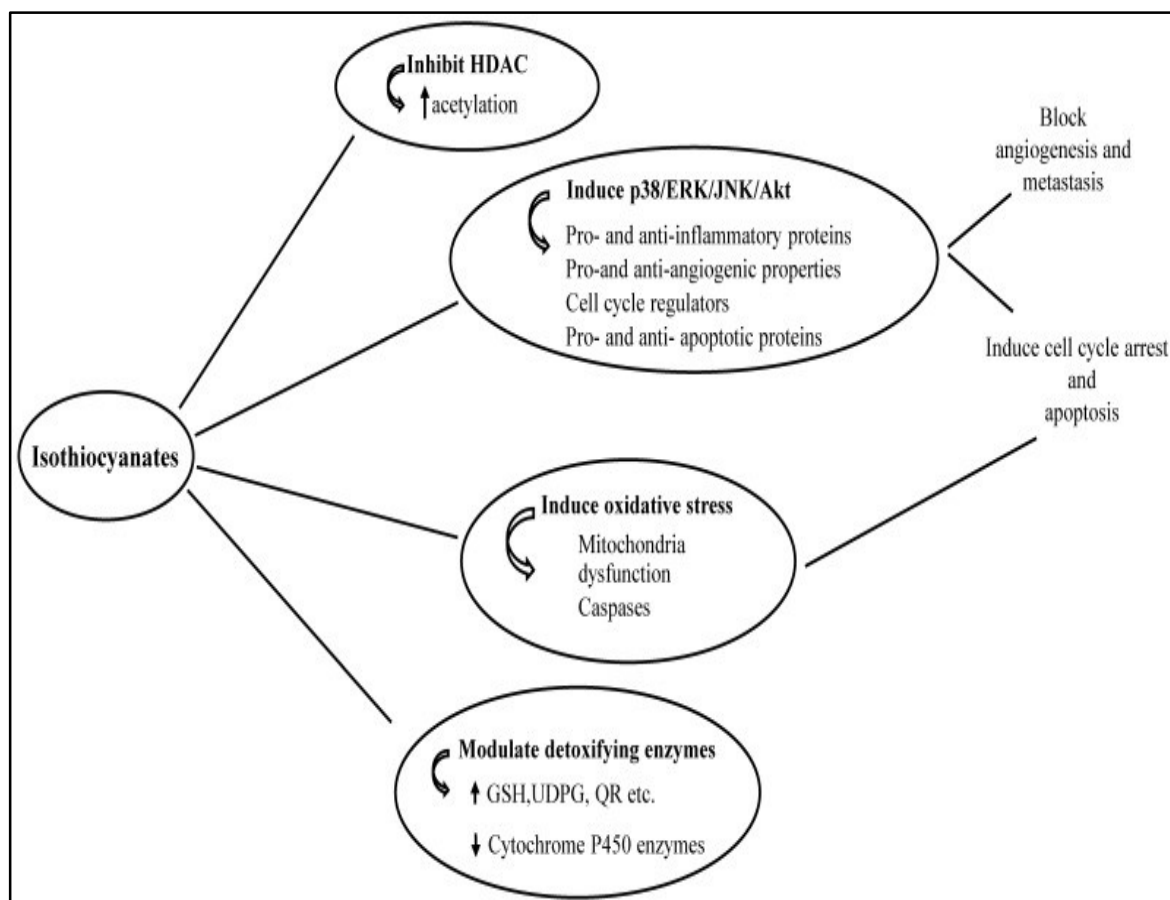 Inhibit HDAC
acetylation
Block
angiogenesis and
metastasis
Induce p38/ERK/JNK/Akt
Pro- and anti-inflammatory proteins
Pro-and anti-angiogenic properties
Cell cycle regulators
Pro- and anti- apoptotic proteins
Induce cell cycle arrest
and
apoptosis
Isothiocyanates
Induce oxidative stress
Mitochondria
dysfunction
Caspases
Modulate detoxifying enzymes
GSH,UDPG, QR etc.
Cytochrome P450 enzymes